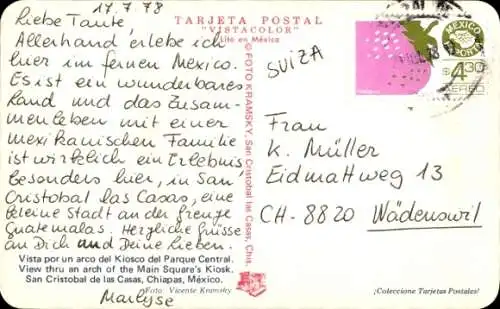 17.7.78
Liebe Tante,
Allerhand erlebe ich
hier im fernen Mexico.
Es ist ein wunderbares
Land und das Zusam-
menleben mit einer
mexikanischen Familie
ist wirklich ein Erlebnis
besonders hier, in San
Cristobal las Casas, eine
kleine Stadt an der Grenze
Guatemalas. Herzliche Grüsse
an Dich und Deine Lieben.
Vista por un arco del Kiosco del Parque Central.
View thru an arch of the Main Square's Kiosk.
San Cristobal de las Casas, Chiapas, México.
Foto: Vicente Kramsky
Marlyse
TARJETA POSTAL
"VISTACOLOR"
Lito en México
© FOTO KRAMSKY, San Cristobal las Casas, Chis.
SUIZA
MEXICO
EXPORTA
$4.30
AEREO
Frau
K. Müller
Eidmattweg 13
CH-8820 Wädenswil
¡Coleccione Tarjetas Postales!